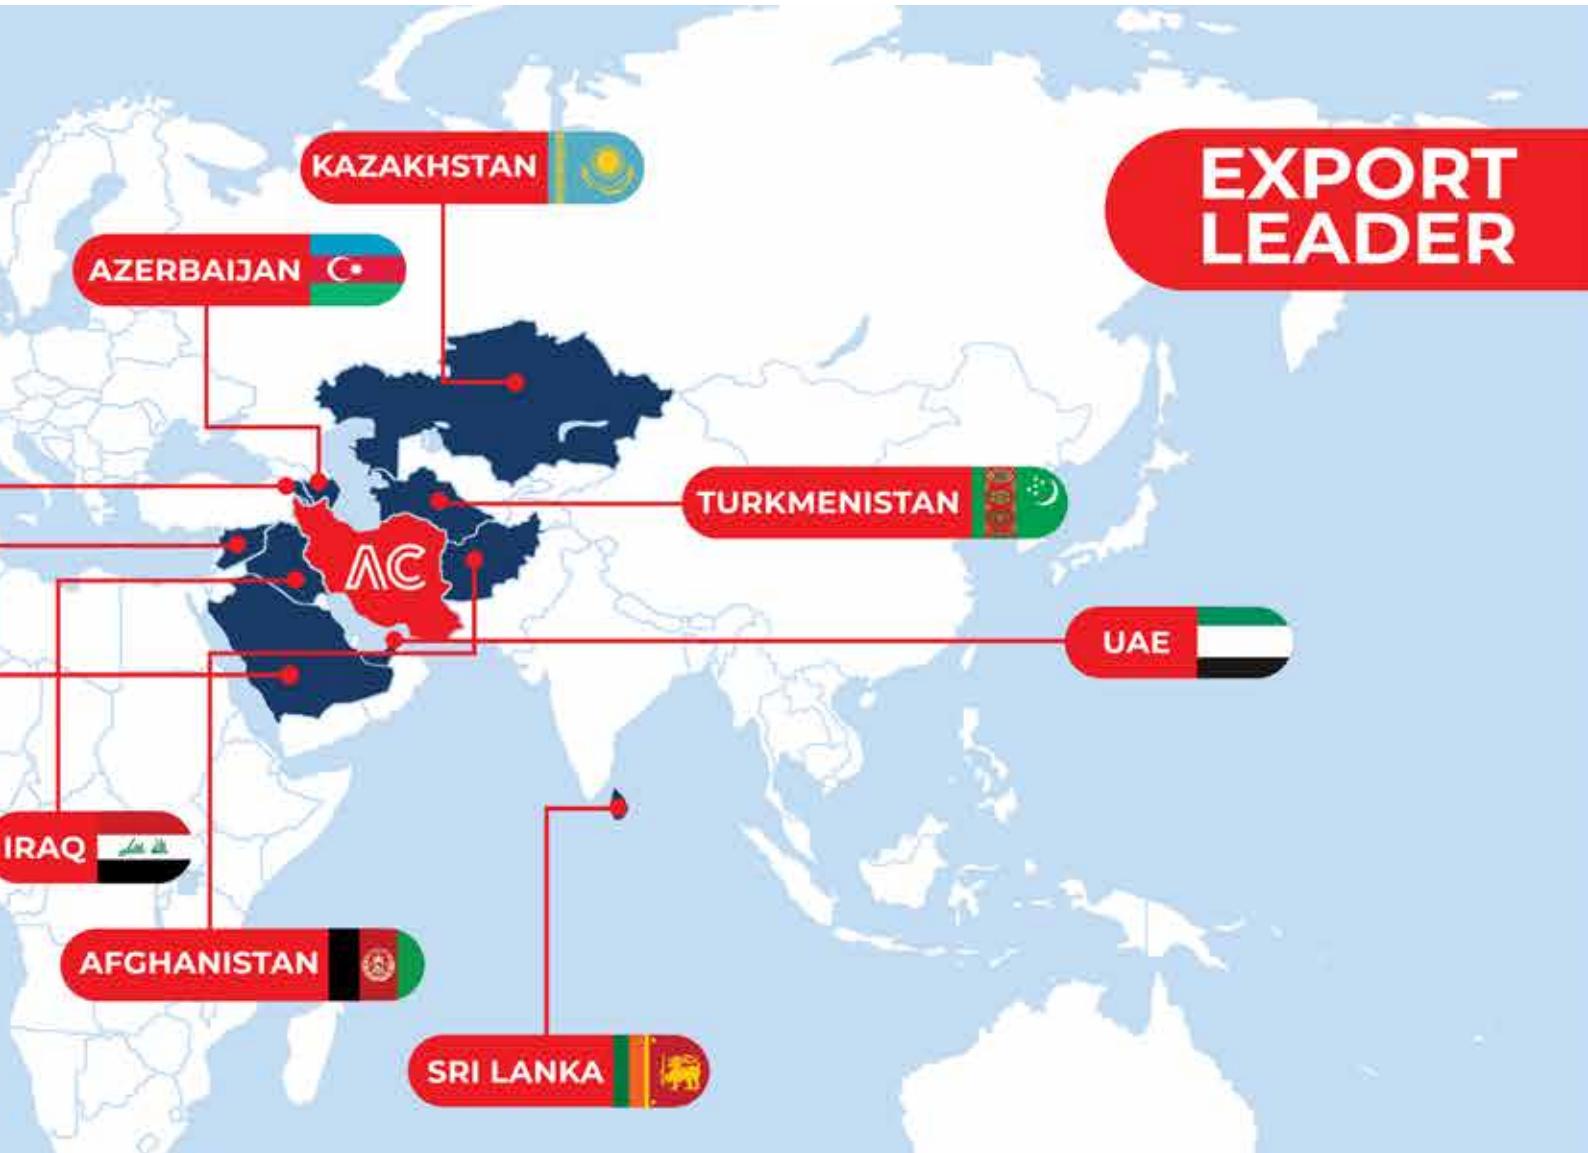 KAZAKHSTAN
EXPORT
LEADER
AZERBAIJAN
TURKMENISTAN
AC
UAE
IRAQ
AFGHANISTAN
SRI LANKA